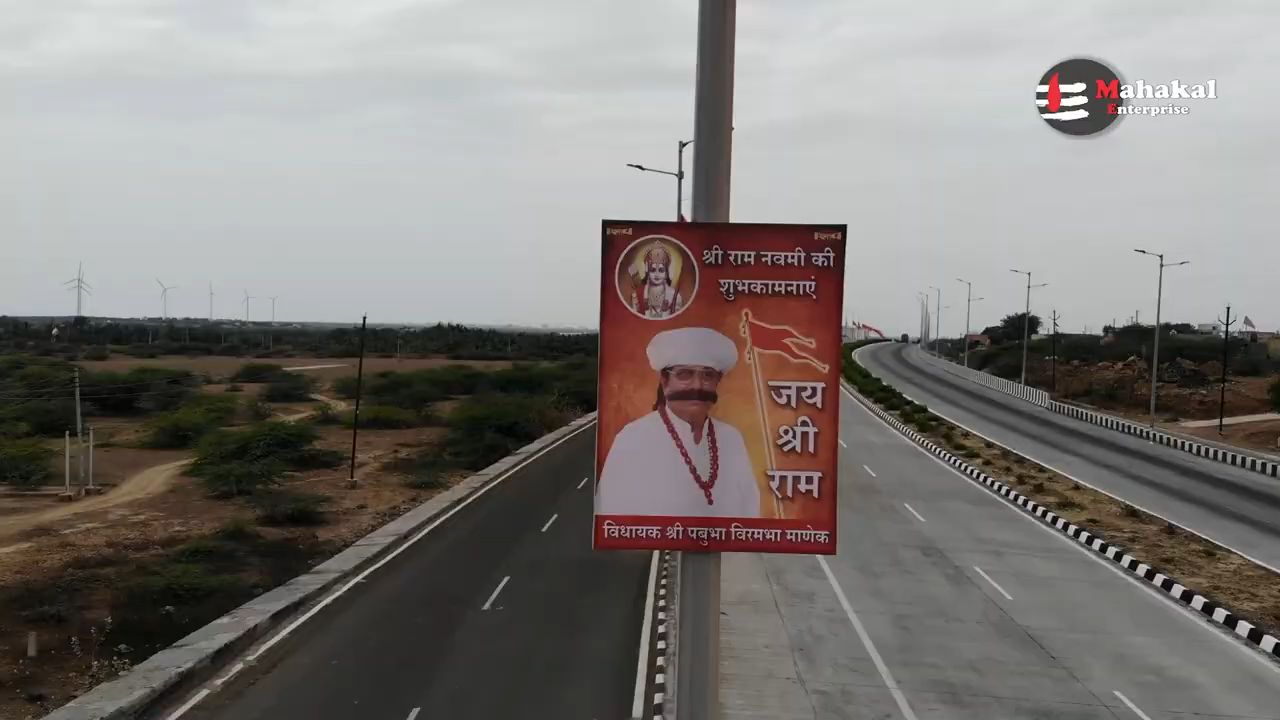 Mahakal
Enterprise
श्री राम नवमी की
शुभकामनाएं
जय
श्री
राम
विधायक श्री पबुभा विरमभा माणेक